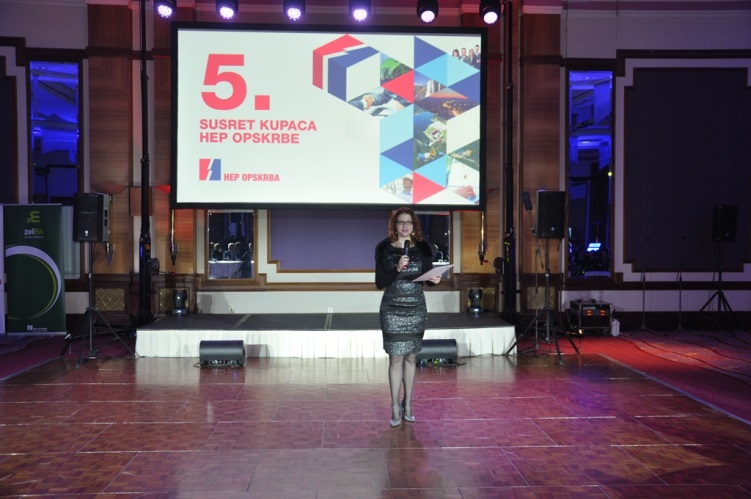 5.
SUSRET KUPACA
HEP OPSKRBE
HEP OPSKRBA
zelEn